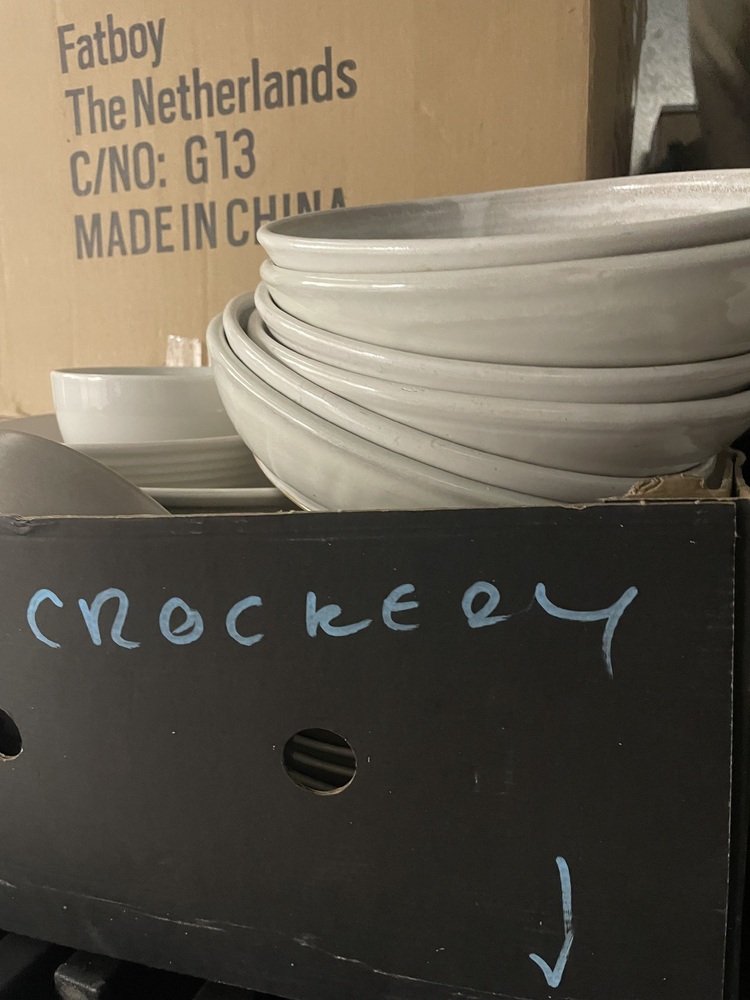 Fatboy
The Netherlands
C/NO: G13
MADE IN CHINA
CROCKERY